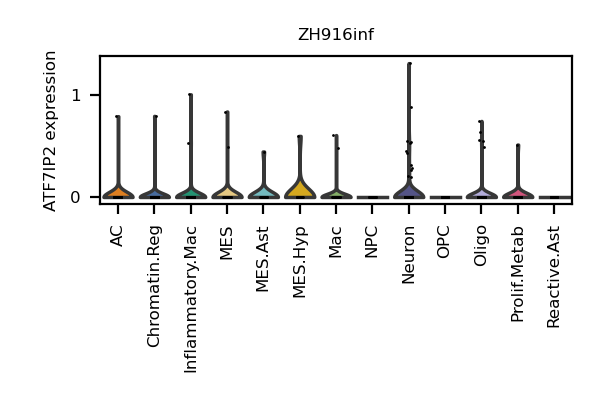 ZH916inf
ATF7IP2 expression
1
0
AC
Chromatin.Reg
Inflammatory.Mac
MES
MES.Ast
MES.Hyp
Mac
NPC
Neuron
OPC
Oligo
Prolif.Metab
Reactive.Ast